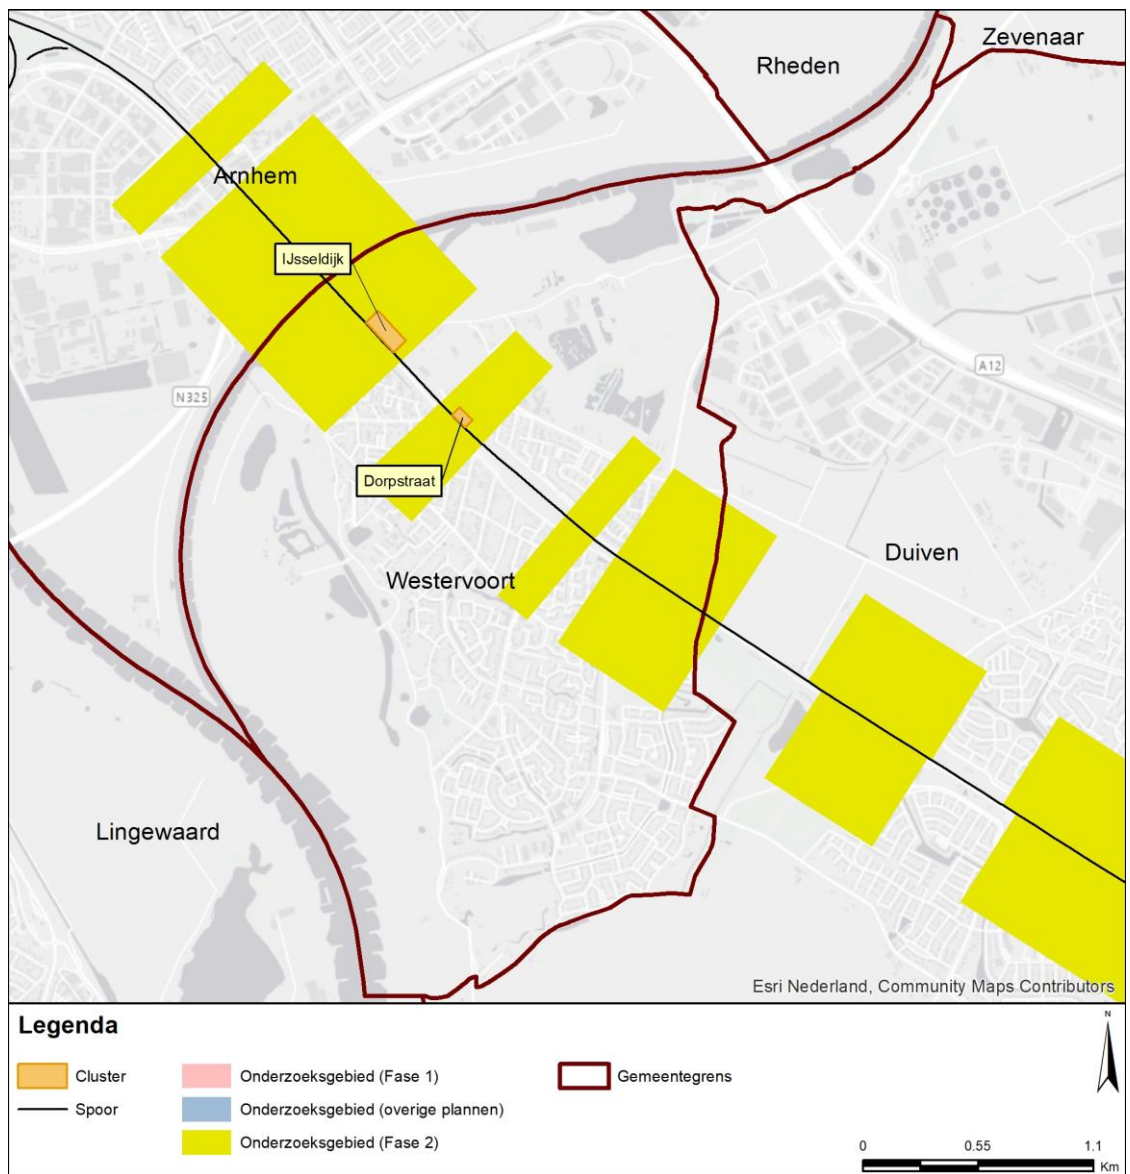 Zevenaar
Rheden
Arnhem
IJsseldijk
A12
N325
Dorpstraat
Duiven
Westervoort
Lingewaard
Esri Nederland, Community Maps Contributors
Legenda
N
Cluster
Onderzoeksgebied (Fase 1)
Gemeentegrens
Spoor
Onderzoeksgebied (overige plannen)
Onderzoeksgebied (Fase 2)
0 0.55 1.1
Km